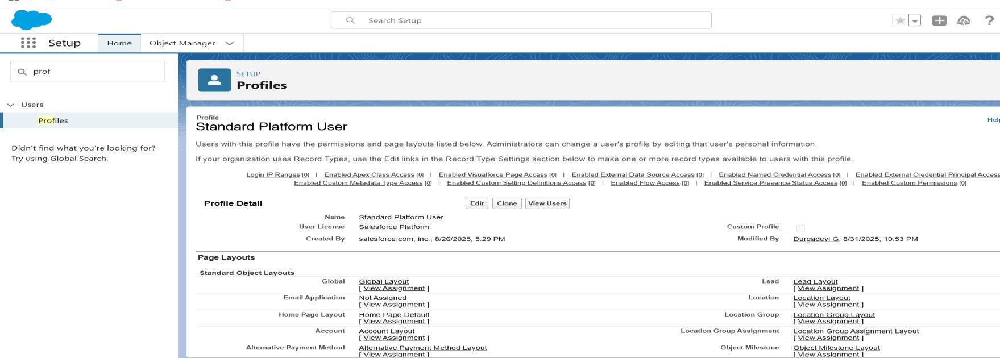 Search Setup
Setup
Home
Object Manager
prof
Users
Profiles
Didn't find what you're looking for?
Try using Global Search.
SETUP
Profiles
Profile
Standard Platform User
Help
Users with this profile have the permissions and page layouts listed below. Administrators can change a user's profile by editing that user's personal information.
If your organization uses Record Types, use the Edit links in the Record Type Settings section below to make one or more record types available to users with this profile.
Login IP Ranges [0] | Enabled Apex Class Access [0] | Enabled Visualforce Page Access [0] | Enabled External Data Source Access [0] | Enabled Named Credential Access [0] | Enabled External Credential Principal Access
Enabled Custom Metadata Type Access [0] | Enabled Custom Setting Definitions Access [0] | Enabled Flow Access [0] | Enabled Service Presence Status Access [0] | Enabled Custom Permissions [0]
Profile Detail Edit Clone View Users
Name Standard Platform User
User License Salesforce Platform Custom Profile
Created By salesforce.com, inc., 8/26/2025, 5:29 PM Modified By Durgadevi G, 8/31/2025, 10:53 PM
Page Layouts
Standard Object Layouts
Global Global Layout Lead Lead Layout
[ View Assignment ] [ View Assignment ]
Email Application Not Assigned Location Location Layout
[ View Assignment ] [ View Assignment ]
Home Page Layout Home Page Default Location Group Location Group Layout
[ View Assignment ] [ View Assignment ]
Account Account Layout Location Group Assignment Location Group Assignment Layout
[ View Assignment ] [ View Assignment ]
Alternative Payment Method Alternative Payment Method Layout Object Milestone Object Milestone Layout
[ View Assignment ] [ View Assignment ]